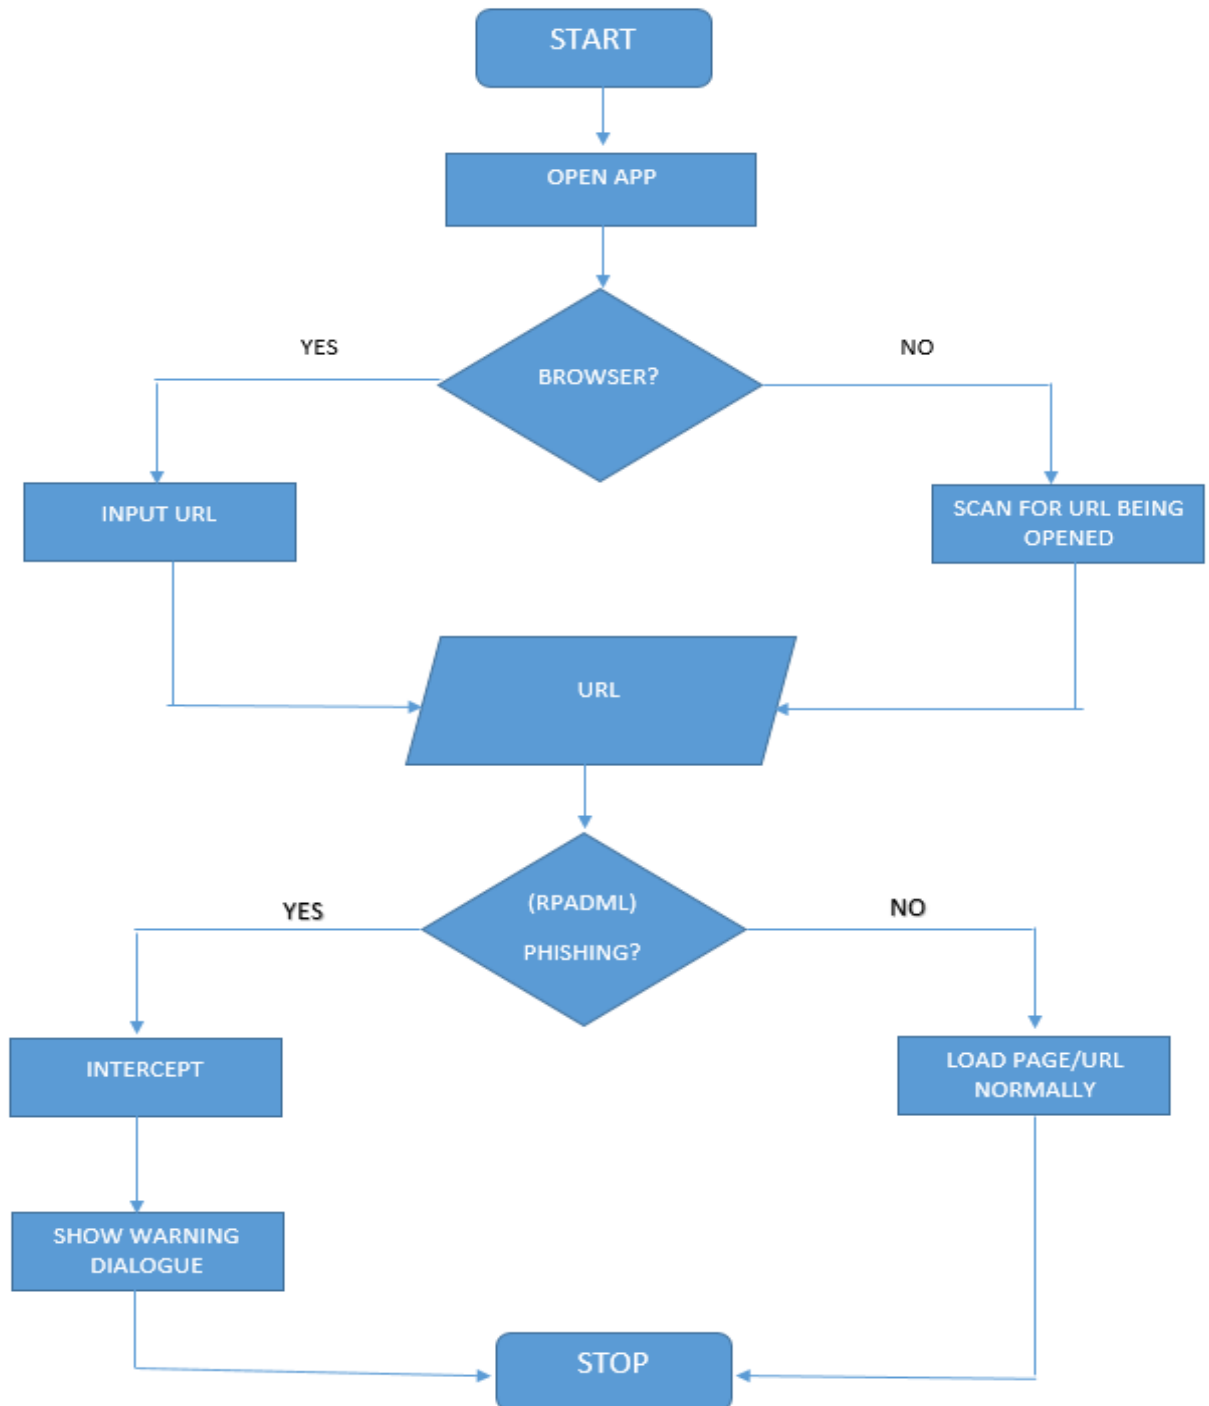 START
OPEN APP
YES
NO
BROWSER?
INPUT URL
SCAN FOR URL BEING
OPENED
URL
(RPADML)
YES
NO
PHISHING?
INTERCEPT
LOAD PAGE/URL
NORMALLY
SHOW WARNING
DIALOGUE
STOP